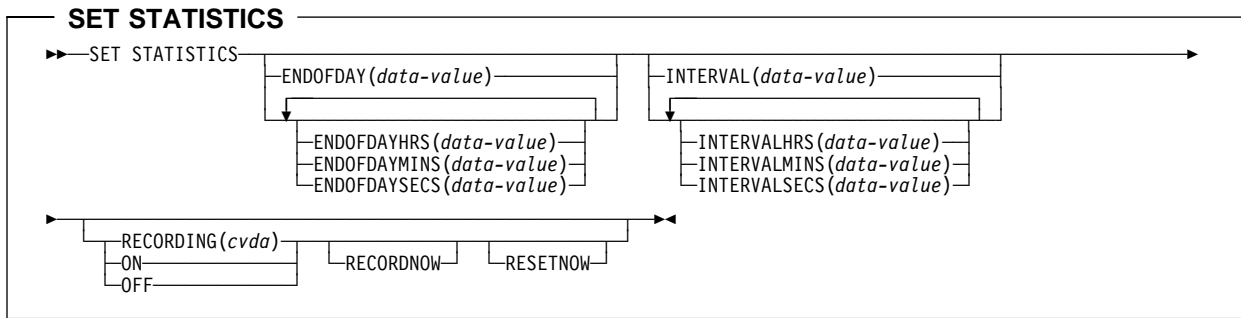 SET STATISTICS
SET STATISTICS
ENDOFDAY(data-value)
INTERVAL(data-value)
ENDOFDAYHRS(data-value)
INTERVALHRS(data-value)
ENDOFDAYMINS(data-value)
INTERVALMINS(data-value)
ENDOFDAYSECS(data-value)
INTERVALSECS(data-value)
RECORDING(cvda)
ON
RECORDNOW
RESETNOW
OFF